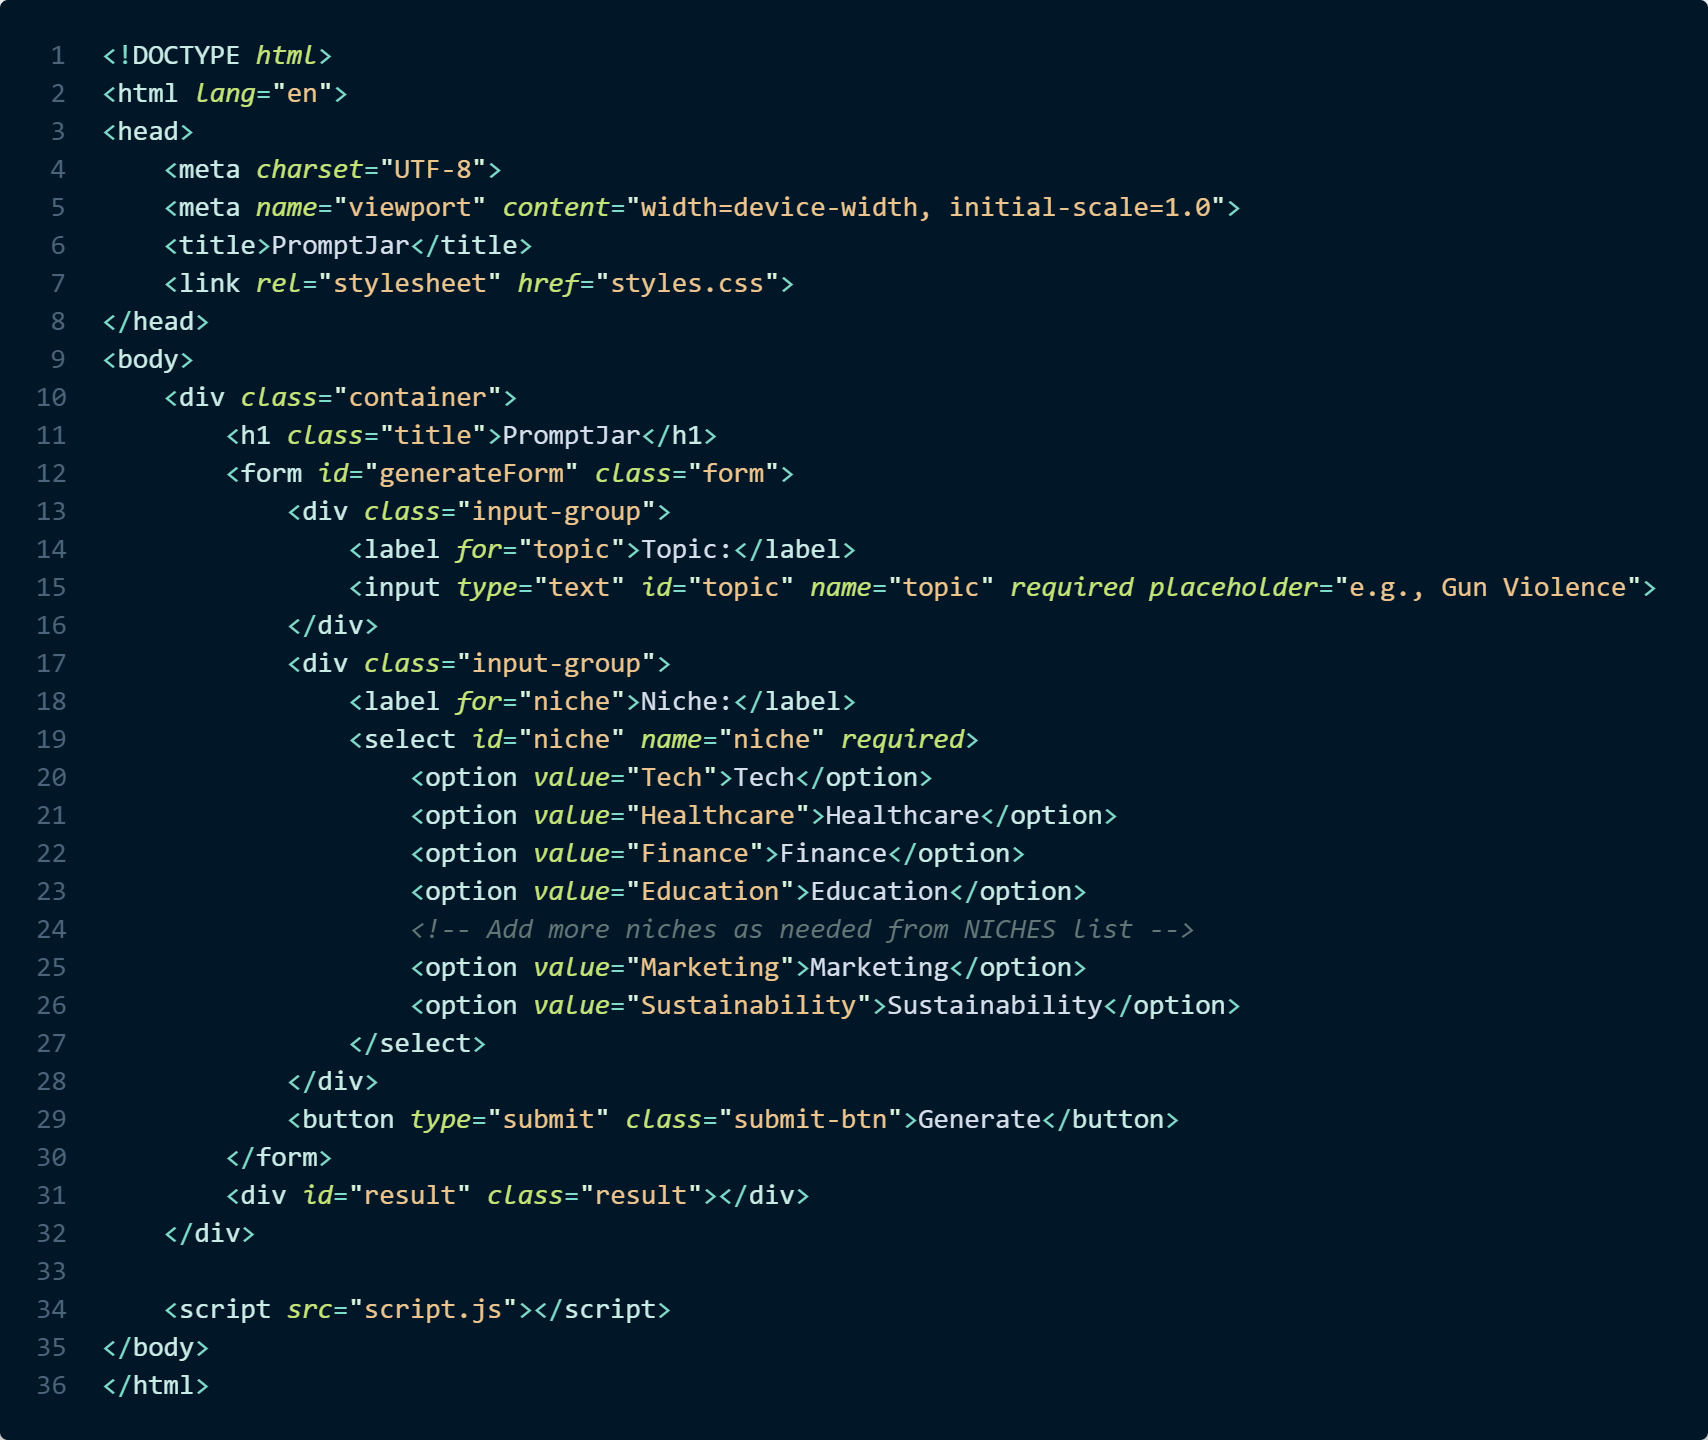 1 <!DOCTYPE html>
2 <html lang="en">
3 <head>
4     <meta charset="UTF-8">
5     <meta name="viewport" content="width=device-width, initial-scale=1.0">
6     <title>PromptJar</title>
7     <link rel="stylesheet" href="styles.css">
8 </head>
9 <body>
10     <div class="container">
11         <h1 class="title">PromptJar</h1>
12         <form id="generateForm" class="form">
13             <div class="input-group">
14                 <label for="topic">Topic:</label>
15                 <input type="text" id="topic" name="topic" required placeholder="e.g., Gun Violence">
16             </div>
17             <div class="input-group">
18                 <label for="niche">Niche:</label>
19                 <select id="niche" name="niche" required>
20                     <option value="Tech">Tech</option>
21                     <option value="Healthcare">Healthcare</option>
22                     <option value="Finance">Finance</option>
23                     <option value="Education">Education</option>
24                     <!-- Add more niches as needed from NICHES list -->
25                     <option value="Marketing">Marketing</option>
26                     <option value="Sustainability">Sustainability</option>
27                 </select>
28             </div>
29             <button type="submit" class="submit-btn">Generate</button>
30         </form>
31         <div id="result" class="result"></div>
32     </div>
33
34     <script src="script.js"></script>
35 </body>
36 </html>